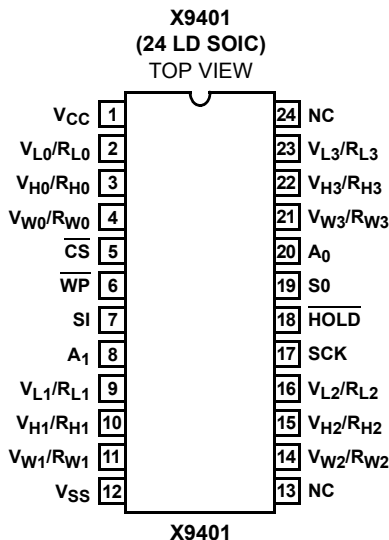 X9401
(24 LD SOIC)
TOP VIEW
VCC 1 24 NC
VL0/RL0 2 23 VL3/RL3
VH0/RH0 3 22 VH3/RH3
VW0/RW0 4 21 VW3/RW3
CS 5 20 A0
WP 6 19 S0
SI 7 18 HOLD
A1 8 17 SCK
VL1/RL1 9 16 VL2/RL2
VH1/RH1 10 15 VH2/RH2
VW1/RW1 11 14 VW2/RW2
VSS 12 13 NC
X9401